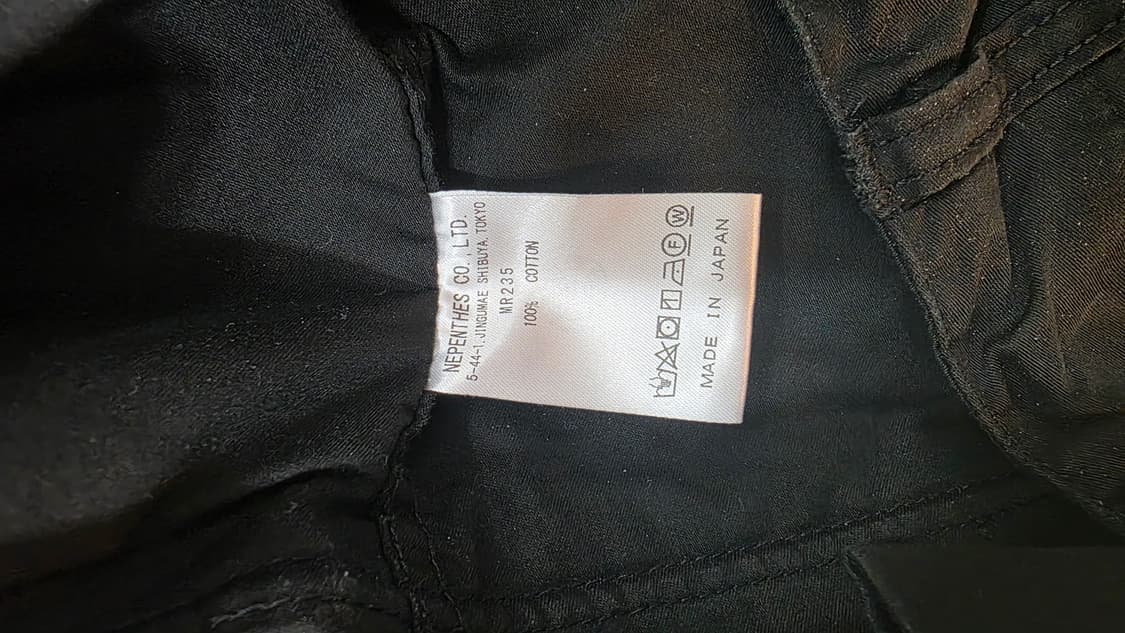 NEPENTHES CO.,LTD.
5-44-1.JINGUMAE SHIBUYA.TOKYO
MR235
100% COTTON
F W
MADE IN JAPAN